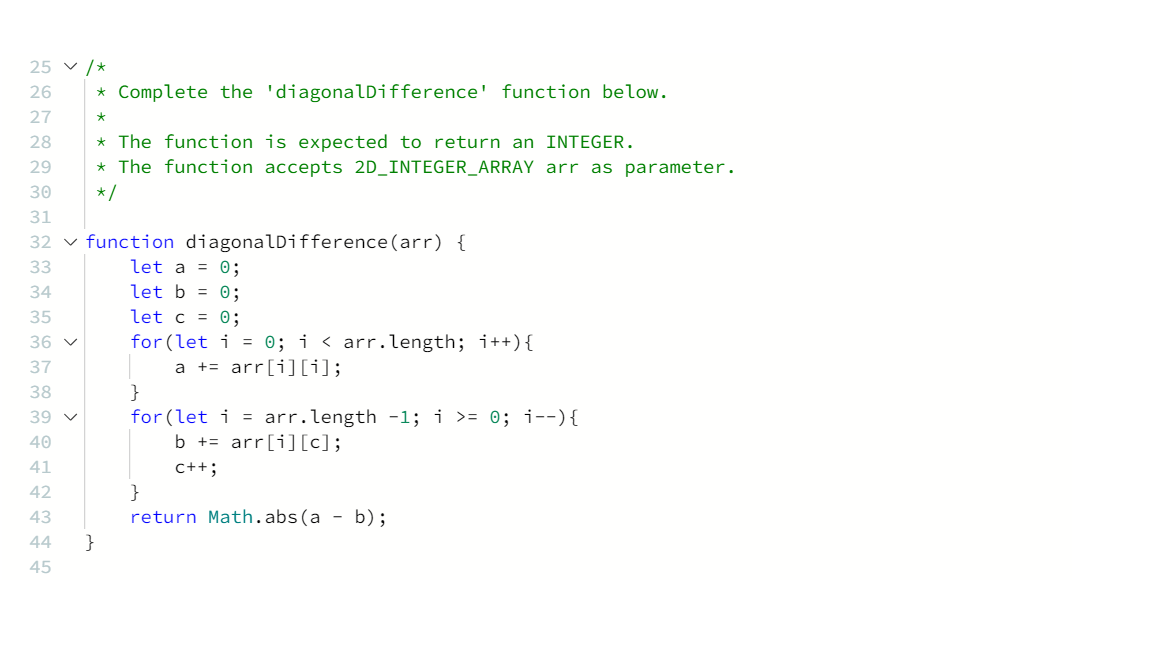 25 /*
26 * Complete the 'diagonalDifference' function below.
27 *
28 * The function is expected to return an INTEGER.
29 * The function accepts 2D_INTEGER_ARRAY arr as parameter.
30 */
31
32 function diagonalDifference(arr) {
33 let a = 0;
34 let b = 0;
35 let c = 0;
36 for(let i = 0; i < arr.length; i++){
37 a += arr[i][i];
38 }
39 for(let i = arr.length -1; i >= 0; i--){
40 b += arr[i][c];
41 c++;
42 }
43 return Math.abs(a - b);
44 }
45